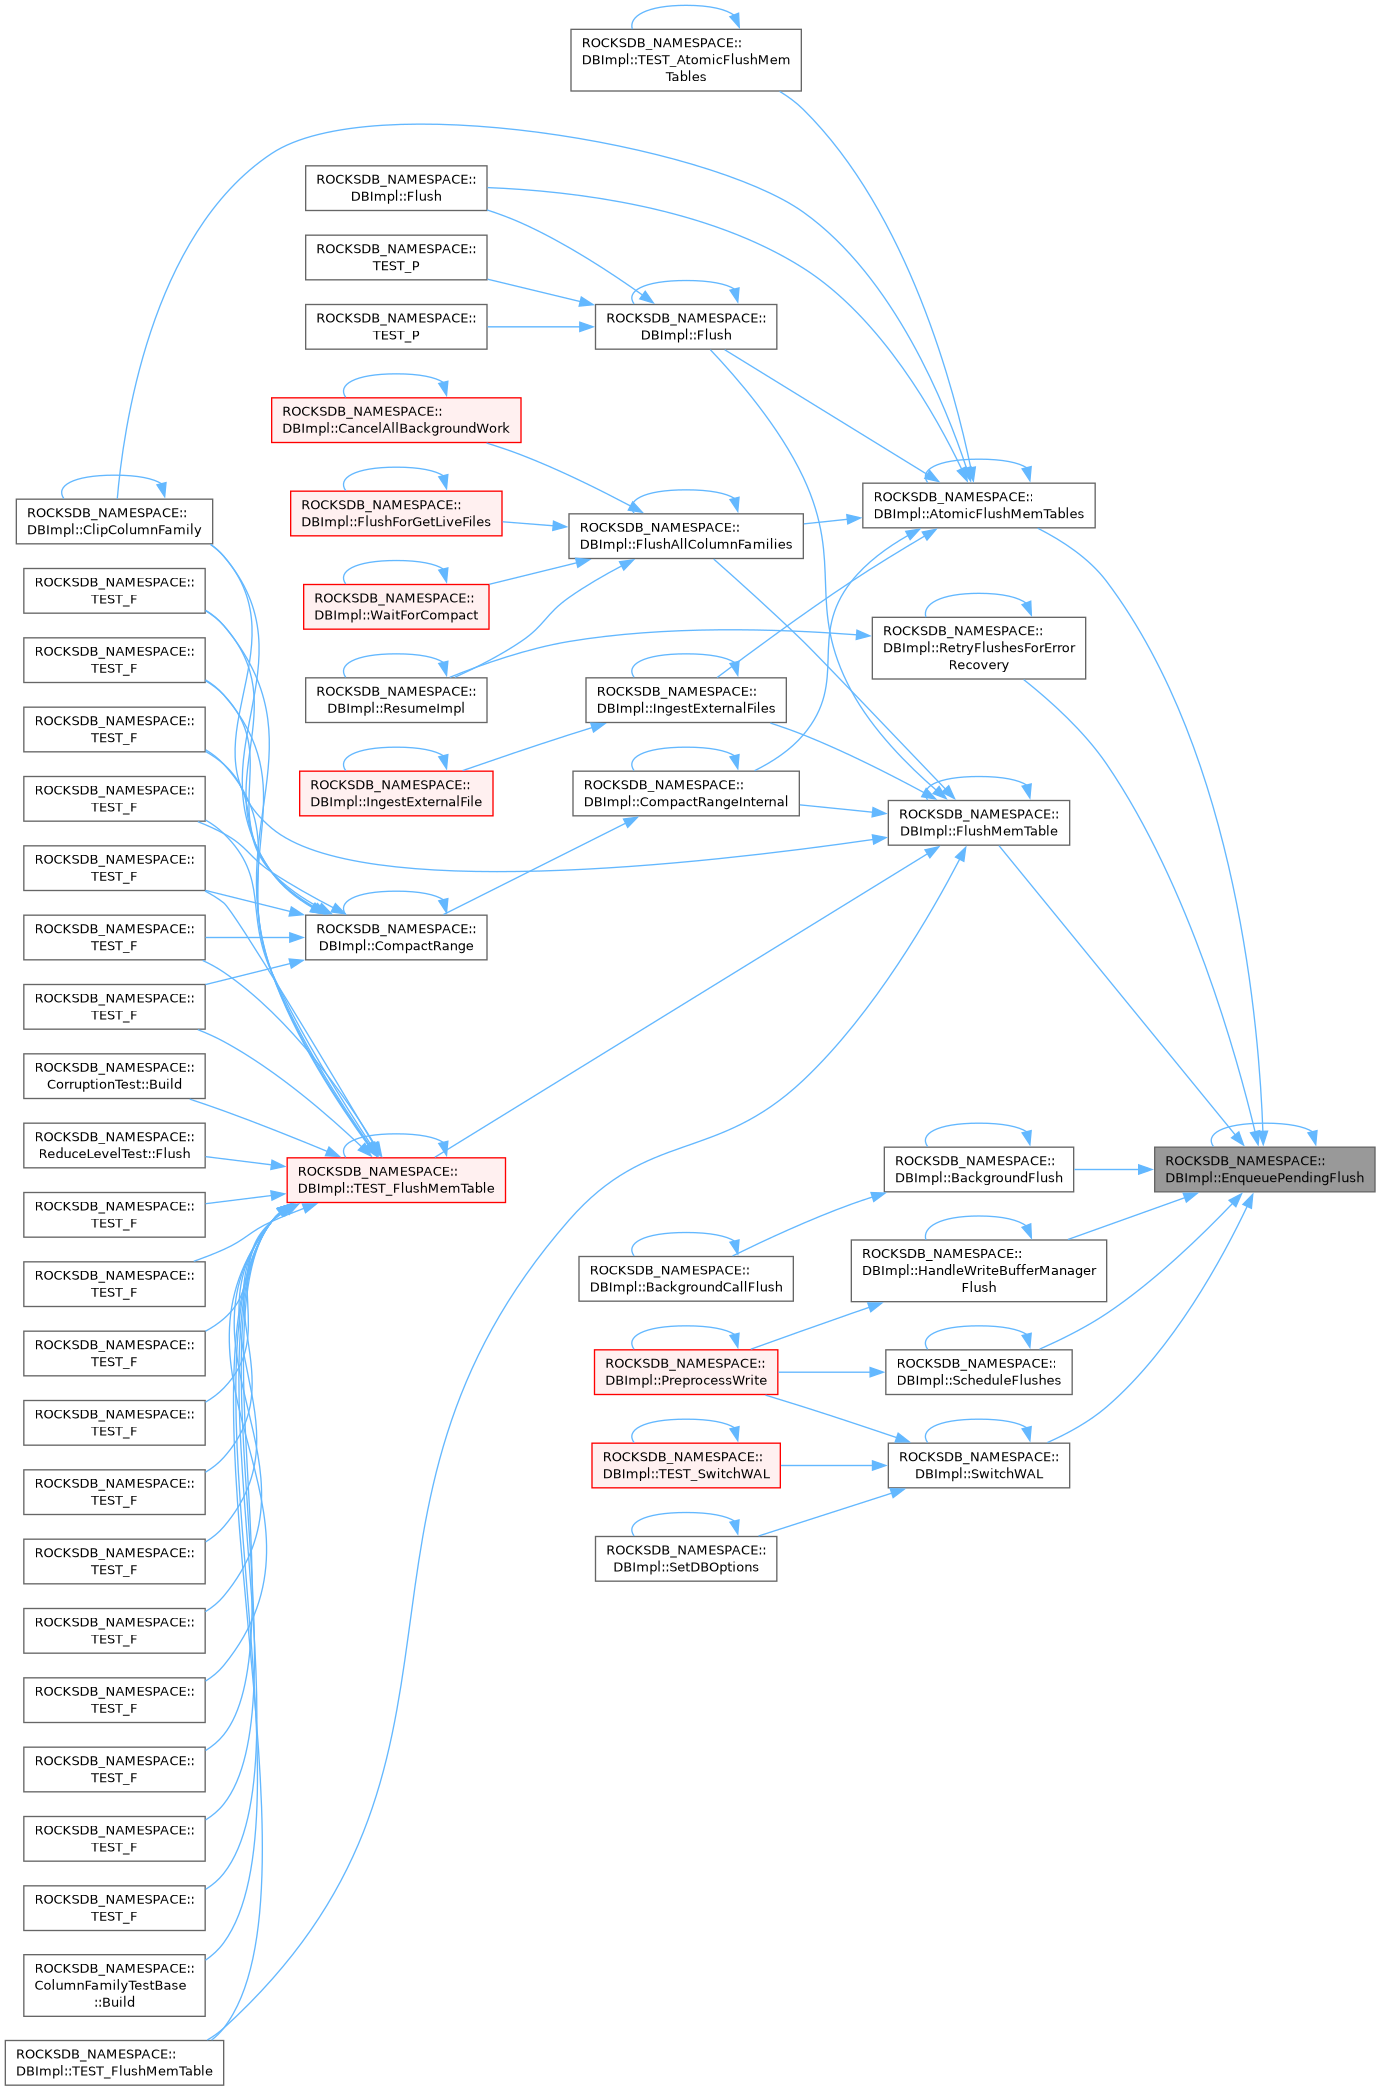 ROCKSDB_NAMESPACE::
DBImpl::TEST_AtomicFlushMem
Tables
ROCKSDB_NAMESPACE::
DBImpl::Flush
ROCKSDB_NAMESPACE::
TEST_P
ROCKSDB_NAMESPACE::
TEST_P
ROCKSDB_NAMESPACE::
DBImpl::Flush
ROCKSDB_NAMESPACE::
DBImpl::CancelAllBackgroundWork
ROCKSDB_NAMESPACE::
DBImpl::FlushForGetLiveFiles
ROCKSDB_NAMESPACE::
DBImpl::WaitForCompact
ROCKSDB_NAMESPACE::
DBImpl::ResumeImpl
ROCKSDB_NAMESPACE::
DBImpl::IngestExternalFile
ROCKSDB_NAMESPACE::
DBImpl::FlushAllColumnFamilies
ROCKSDB_NAMESPACE::
DBImpl::IngestExternalFiles
ROCKSDB_NAMESPACE::
DBImpl::CompactRangeInternal
ROCKSDB_NAMESPACE::
DBImpl::CompactRange
ROCKSDB_NAMESPACE::
DBImpl::AtomicFlushMemTables
ROCKSDB_NAMESPACE::
DBImpl::RetryFlushesForError
Recovery
ROCKSDB_NAMESPACE::
DBImpl::FlushMemTable
ROCKSDB_NAMESPACE::
DBImpl::ClipColumnFamily
ROCKSDB_NAMESPACE::
TEST_F
ROCKSDB_NAMESPACE::
TEST_F
ROCKSDB_NAMESPACE::
TEST_F
ROCKSDB_NAMESPACE::
TEST_F
ROCKSDB_NAMESPACE::
TEST_F
ROCKSDB_NAMESPACE::
TEST_F
ROCKSDB_NAMESPACE::
TEST_F
ROCKSDB_NAMESPACE::
CorruptionTest::Build
ROCKSDB_NAMESPACE::
ReduceLevelTest::Flush
ROCKSDB_NAMESPACE::
TEST_F
ROCKSDB_NAMESPACE::
TEST_F
ROCKSDB_NAMESPACE::
TEST_F
ROCKSDB_NAMESPACE::
TEST_F
ROCKSDB_NAMESPACE::
TEST_F
ROCKSDB_NAMESPACE::
TEST_F
ROCKSDB_NAMESPACE::
TEST_F
ROCKSDB_NAMESPACE::
TEST_F
ROCKSDB_NAMESPACE::
TEST_F
ROCKSDB_NAMESPACE::
TEST_F
ROCKSDB_NAMESPACE::
TEST_F
ROCKSDB_NAMESPACE::
ColumnFamilyTestBase
::Build
ROCKSDB_NAMESPACE::
DBImpl::TEST_FlushMemTable
ROCKSDB_NAMESPACE::
DBImpl::TEST_FlushMemTable
ROCKSDB_NAMESPACE::
DBImpl::BackgroundFlush
ROCKSDB_NAMESPACE::
DBImpl::EnqueuePendingFlush
ROCKSDB_NAMESPACE::
DBImpl::BackgroundCallFlush
ROCKSDB_NAMESPACE::
DBImpl::HandleWriteBufferManager
Flush
ROCKSDB_NAMESPACE::
DBImpl::PreprocessWrite
ROCKSDB_NAMESPACE::
DBImpl::ScheduleFlushes
ROCKSDB_NAMESPACE::
DBImpl::TEST_SwitchWAL
ROCKSDB_NAMESPACE::
DBImpl::SwitchWAL
ROCKSDB_NAMESPACE::
DBImpl::SetDBOptions